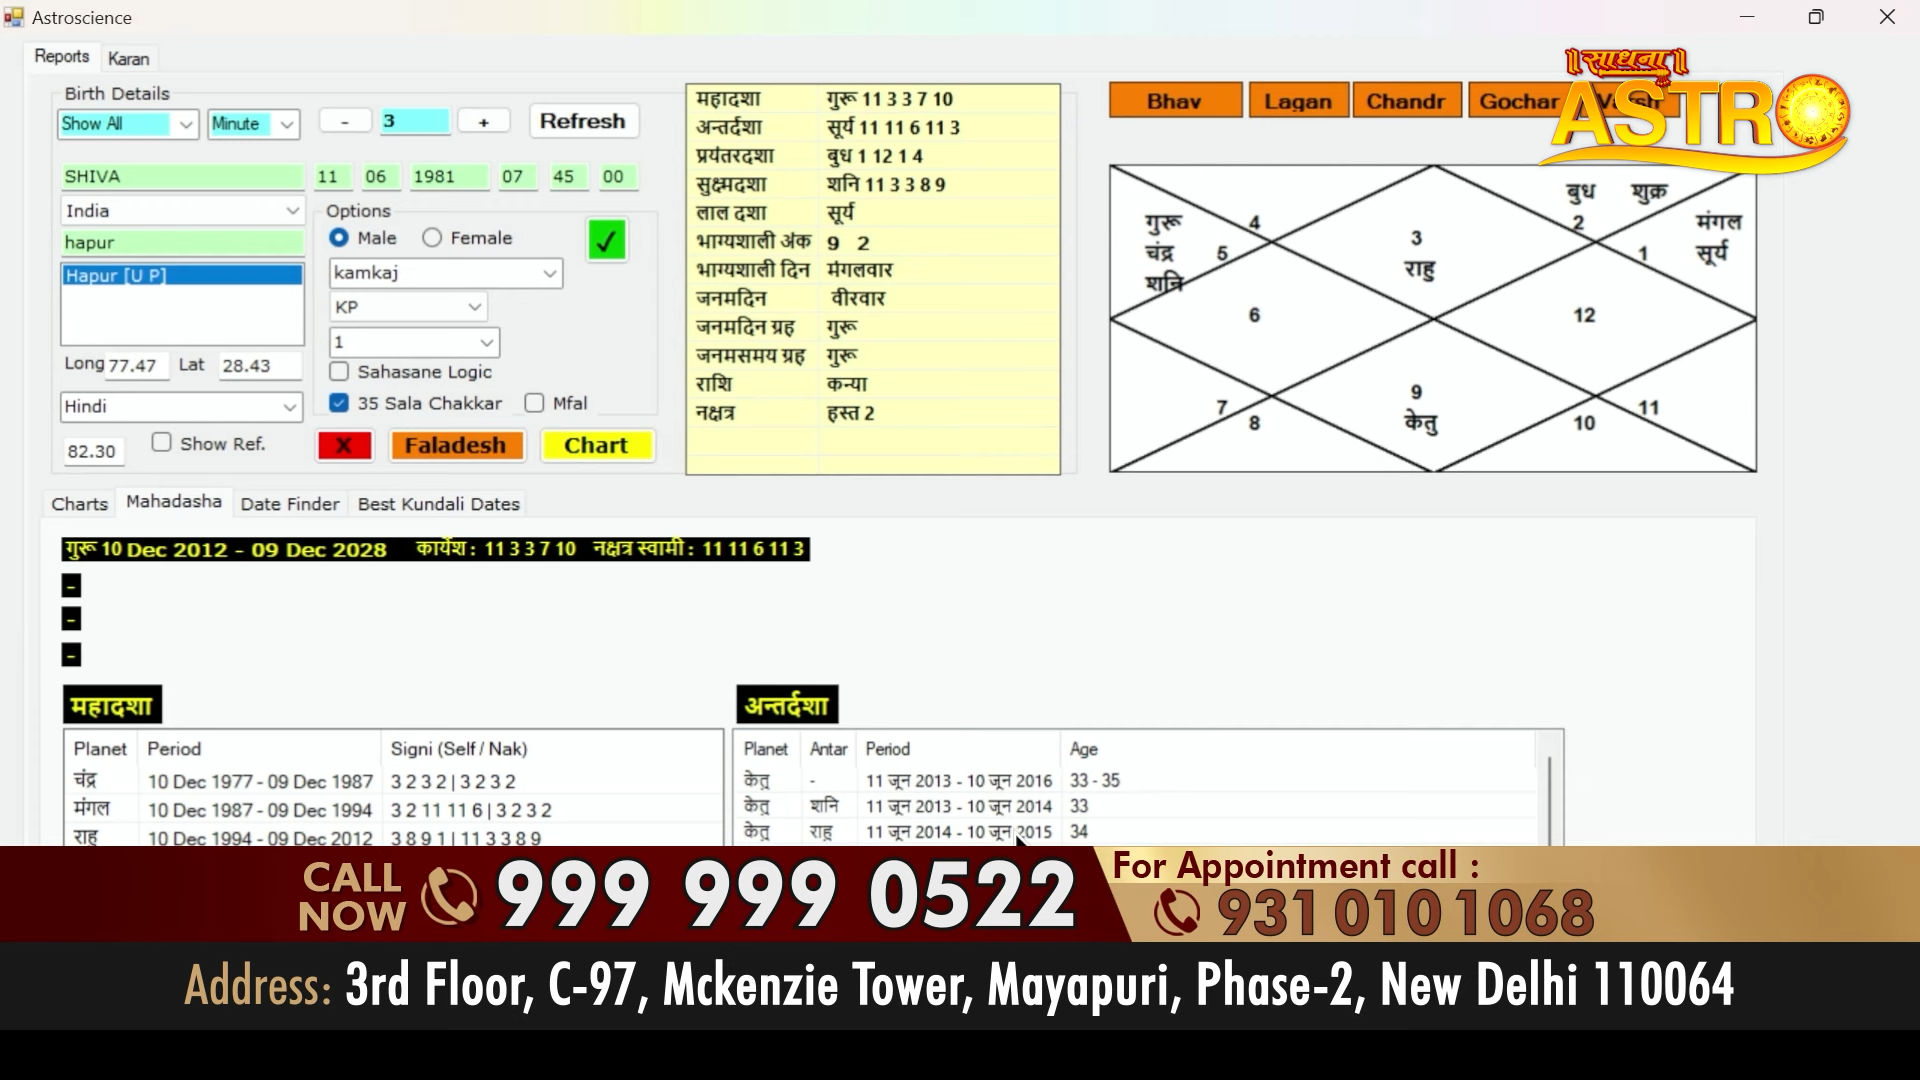 Astroscience
Reports Karan
Birth Details
Show All Minute - 3 + Refresh
SHIVA 11 06 1981 07 45 00
India
Options
hapur
Male Female ✓
Hapur [U P]
kamkaj
KP
1
Long 77.47 Lat 28.43
Sahasane Logic
Hindi
35 Sala Chakkar Mfal
82.30 Show Ref. X Faladesh Chart
महादशा गुरू 11 3 3 7 10
अन्तर्दशा सूर्य 11 11 6 11 3
प्रयंतरदशा बुध 1 12 1 4
सुक्ष्मदशा शनि 11 3 3 8 9
लाल दशा सूर्य
भाग्यशाली अंक 9 2
भाग्यशाली दिन मंगलवार
जनमदिन वीरवार
जनमदिन ग्रह गुरू
जनमसमय ग्रह गुरू
राशि कन्या
नक्षत्र हस्त 2
Bhav Lagan Chandr Gochar
॥साधना॥
ASTRO
बुध शुक्र
गुरू 4 2 मंगल
3
चंद्र 5 1 सूर्य
राहु
शनि
6 12
9
7 11
8 केतु 10
Charts Mahadasha Date Finder Best Kundali Dates
गुरू 10 Dec 2012 - 09 Dec 2028 कार्येश : 11 3 3 7 10 नक्षत्र स्वामी : 11 11 6 11 3
-
-
-
महादशा
Planet Period Signi (Self / Nak)
चंद्र 10 Dec 1977 - 09 Dec 1987 3 2 3 2 | 3 2 3 2
मंगल 10 Dec 1987 - 09 Dec 1994 3 2 11 11 6 | 3 2 3 2
राहु 10 Dec 1994 - 09 Dec 2012 3 8 9 1 | 11 3 3 8 9
अन्तर्दशा
Planet Antar Period Age
केतु - 11 जून 2013 - 10 जून 2016 33 - 35
केतु शनि 11 जून 2013 - 10 जून 2014 33
केतु राहु 11 जून 2014 - 10 जून 2015 34
CALL NOW 999 999 0522
For Appointment call :
931 010 1068
Address: 3rd Floor, C-97, Mckenzie Tower, Mayapuri, Phase-2, New Delhi 110064